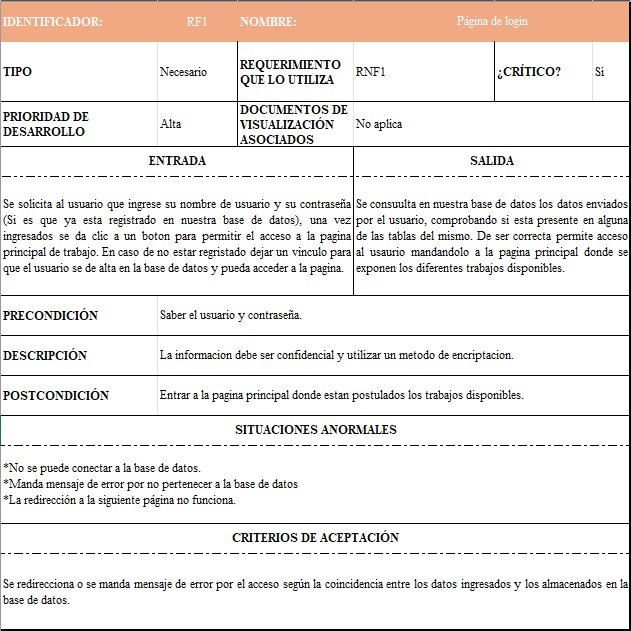 IDENTIFICADOR: RF1 NOMBRE: Página de login
TIPO Necesario REQUERIMIENTO QUE LO UTILIZA RNF1 ¿CRÍTICO? Si
PRIORIDAD DE DESARROLLO Alta DOCUMENTOS DE VISUALIZACIÓN ASOCIADOS No aplica
ENTRADA
Se solicita al usuario que ingrese su nombre de usuario y su contraseña
(Si es que ya esta registrado en nuestra base de datos), una vez
ingresados se da clic a un boton para permitir el acceso a la pagina
principal de trabajo. En caso de no estar regristado dejar un vinculo para
que el usuario se de alta en la base de datos y pueda acceder a la pagina.
SALIDA
Se consuulta en nuestra base de datos los datos enviados
por el usuario, comprobando si esta presente en alguna
de las tablas del mismo. De ser correcta permite acceso
al usaurio mandandolo a la pagina principal donde se
exponen los diferentes trabajos disponibles.
PRECONDICIÓN Saber el usuario y contraseña.
DESCRIPCIÓN La informacion debe ser confidencial y utilizar un metodo de encriptacion.
POSTCONDICIÓN Entrar a la pagina principal donde estan postulados los trabajos disponibles.
SITUACIONES ANORMALES
*No se puede conectar a la base de datos.
*Manda mensaje de error por no pertenecer a la base de datos
*La redirección a la siguiente página no funciona.
CRITERIOS DE ACEPTACIÓN
Se redirecciona o se manda mensaje de error por el acceso según la coincidencia entre los datos ingresados y los almacenados en la
base de datos.